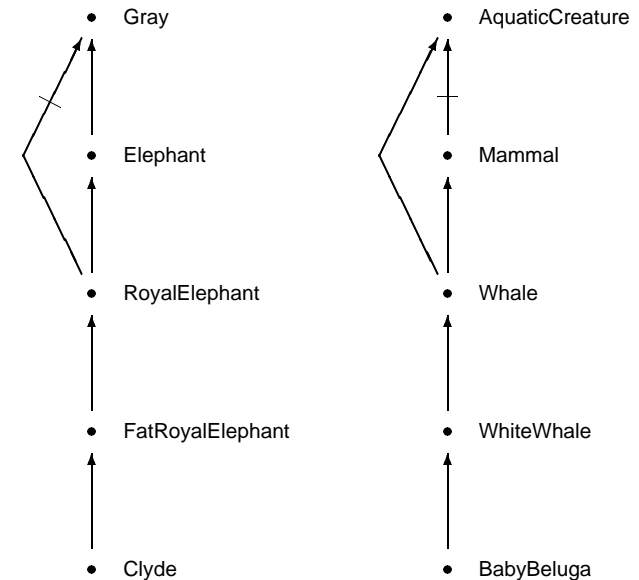 Gray
Elephant
RoyalElephant
FatRoyalElephant
Clyde
AquaticCreature
Mammal
Whale
WhiteWhale
BabyBeluga